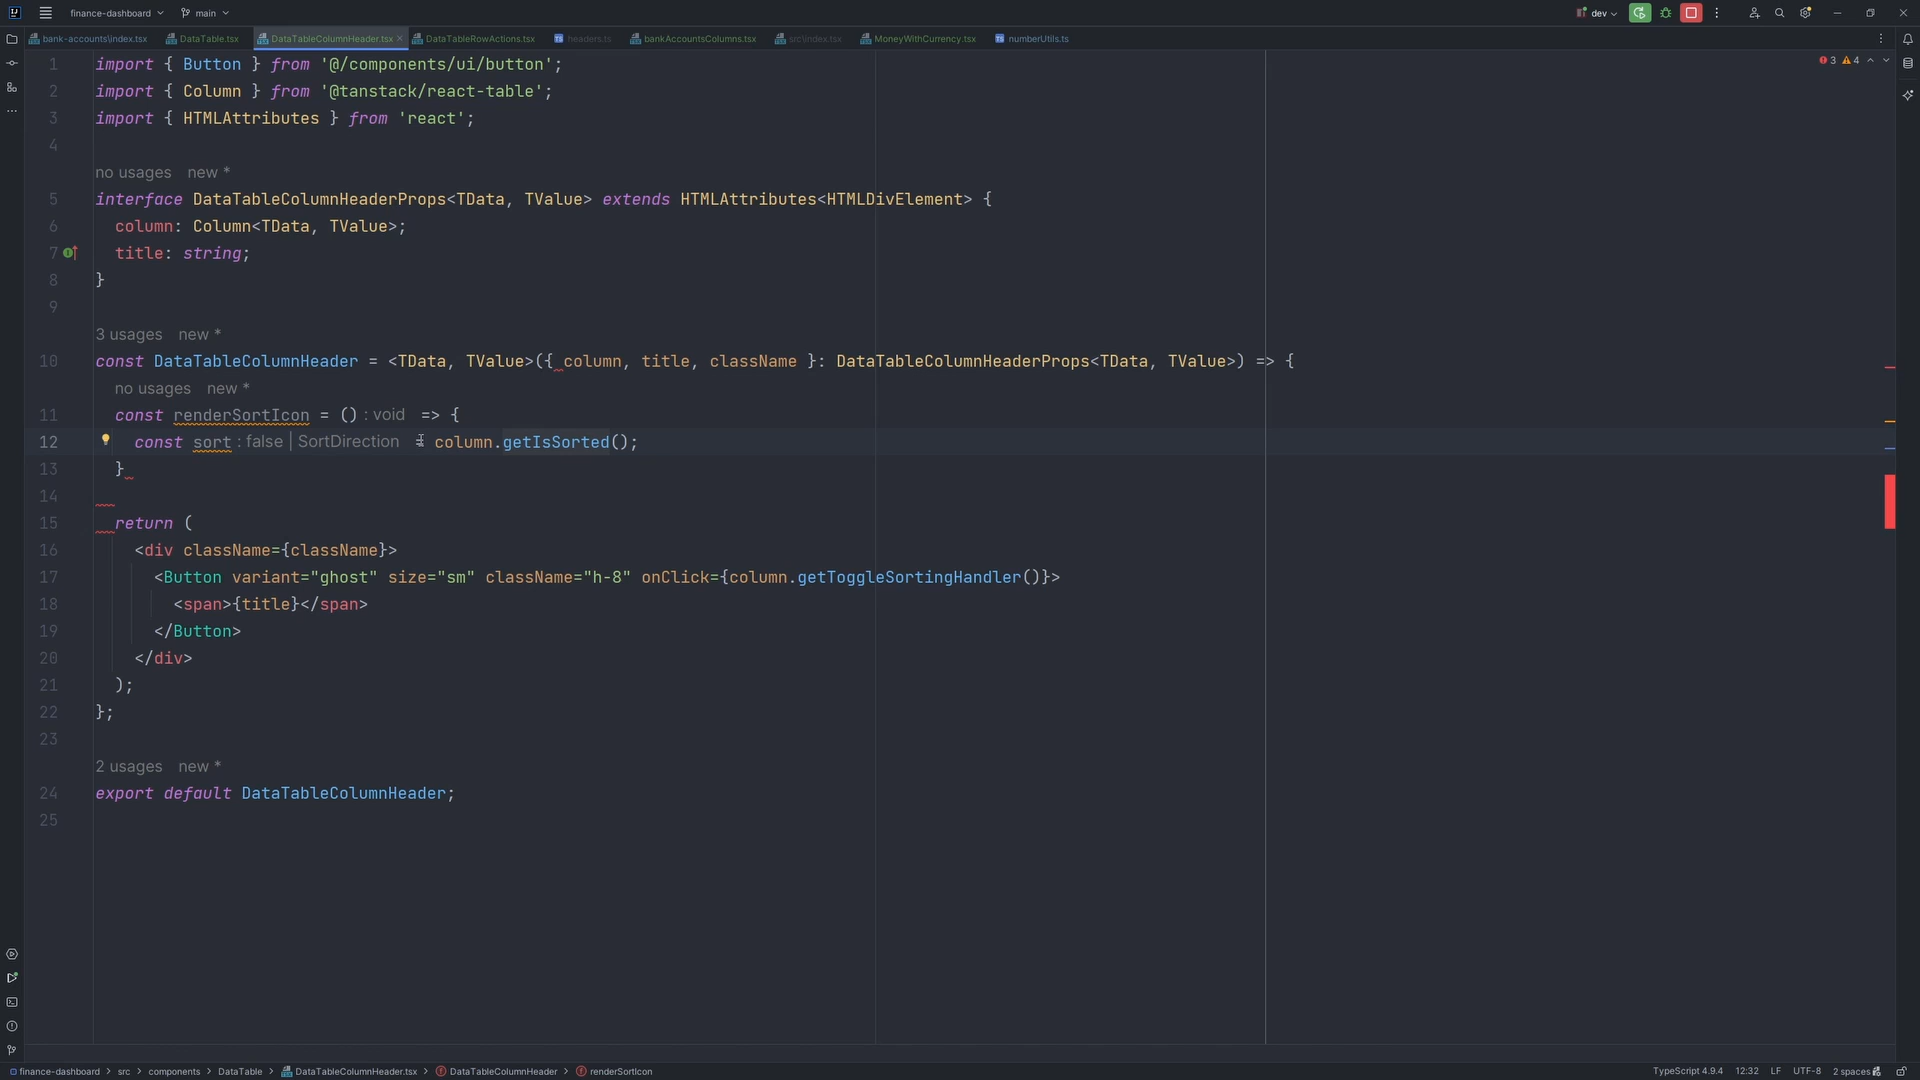 finance-dashboard main dev
bank-accounts\index.tsx DataTable.tsx DataTableColumnHeader.tsx DataTableRowActions.tsx headers.ts bankAccountsColumns.tsx src\index.tsx MoneyWithCurrency.tsx numberUtils.ts
3 4
1 import { Button } from '@/components/ui/button';
2 import { Column } from '@tanstack/react-table';
3 import { HTMLAttributes } from 'react';
4
no usages new *
5 interface DataTableColumnHeaderProps<TData, TValue> extends HTMLAttributes<HTMLDivElement> {
6 column: Column<TData, TValue>;
7 title: string;
8 }
9
3 usages new *
10 const DataTableColumnHeader = <TData, TValue>({ column, title, className }: DataTableColumnHeaderProps<TData, TValue>) => {
no usages new *
11 const renderSortIcon = () : void => {
12 const sort : false | SortDirection = column.getIsSorted();
13 }
14
15 return (
16 <div className={className}>
17 <Button variant="ghost" size="sm" className="h-8" onClick={column.getToggleSortingHandler()}>
18 <span>{title}</span>
19 </Button>
20 </div>
21 );
22 };
23
2 usages new *
24 export default DataTableColumnHeader;
25
finance-dashboard > src > components > DataTable > DataTableColumnHeader.tsx > DataTableColumnHeader > renderSortIcon TypeScript 4.9.4 12:32 LF UTF-8 2 spaces